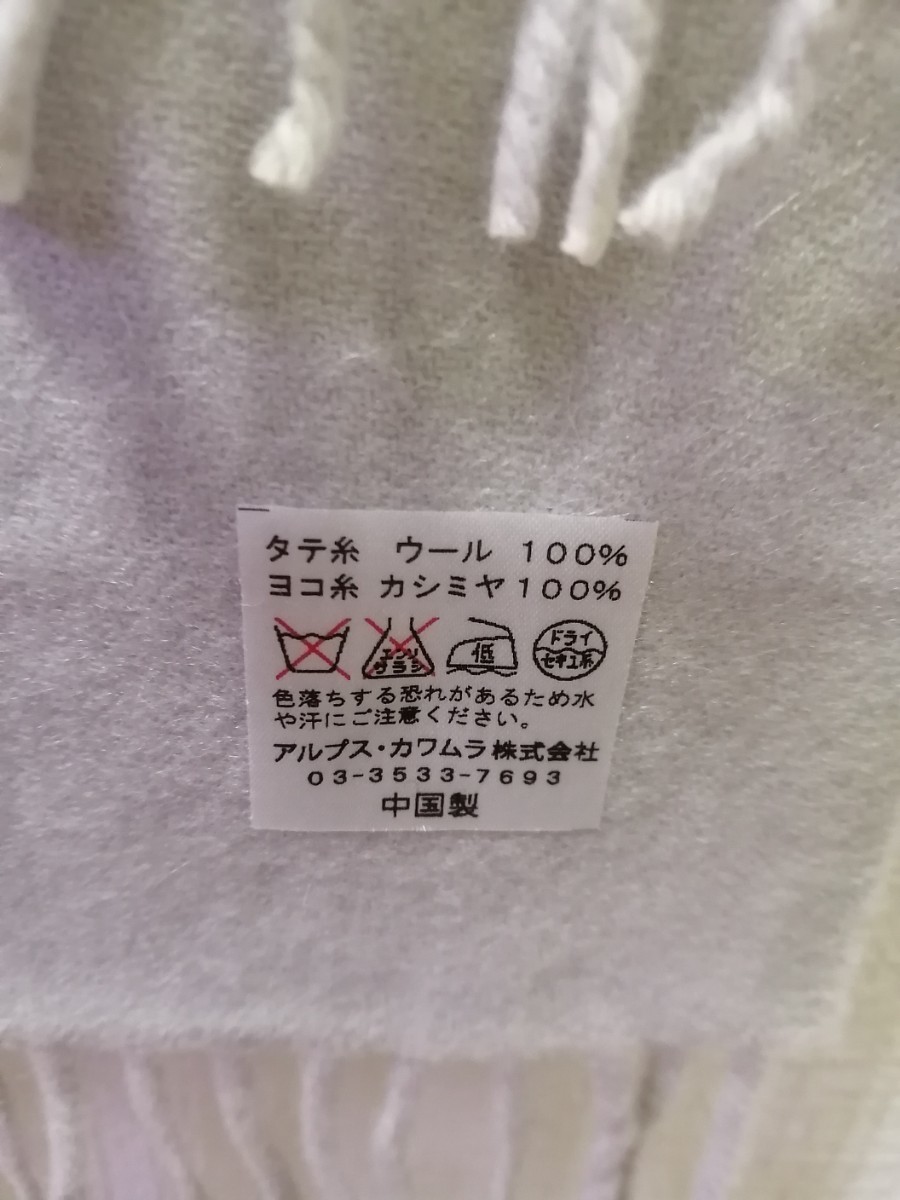 タテ糸　ウール　１００％
ヨコ糸　カシミヤ１００％
エンソサラシ
低
ドライ
セキユ系
色落ちする恐れがあるため水
や汗にご注意ください。
アルプス・カワムラ株式会社
０３-３５３３-７６９３
中国製